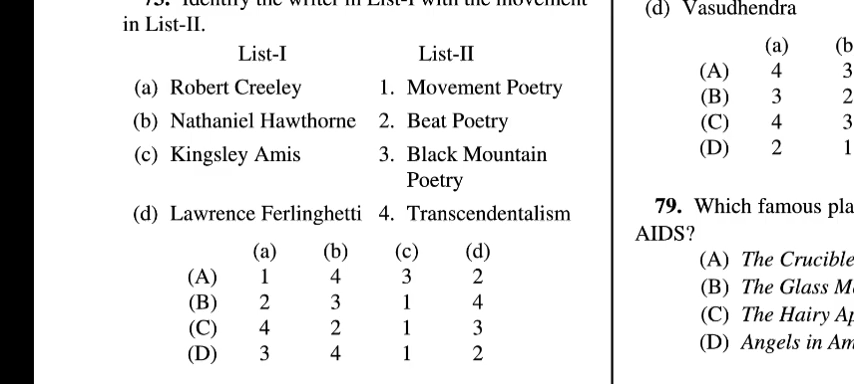 in List-II.
List-I List-II
(a) Robert Creeley 1. Movement Poetry
(b) Nathaniel Hawthorne 2. Beat Poetry
(c) Kingsley Amis 3. Black Mountain
Poetry
(d) Lawrence Ferlinghetti 4. Transcendentalism
(a) (b) (c) (d)
(A) 1 4 3 2
(B) 2 3 1 4
(C) 4 2 1 3
(D) 3 4 1 2
(d) Vasudhendra
(a) (b
(A) 4 3
(B) 3 2
(C) 4 3
(D) 2 1
79. Which famous pla
AIDS?
(A) The Crucible
(B) The Glass M
(C) The Hairy Ap
(D) Angels in Am